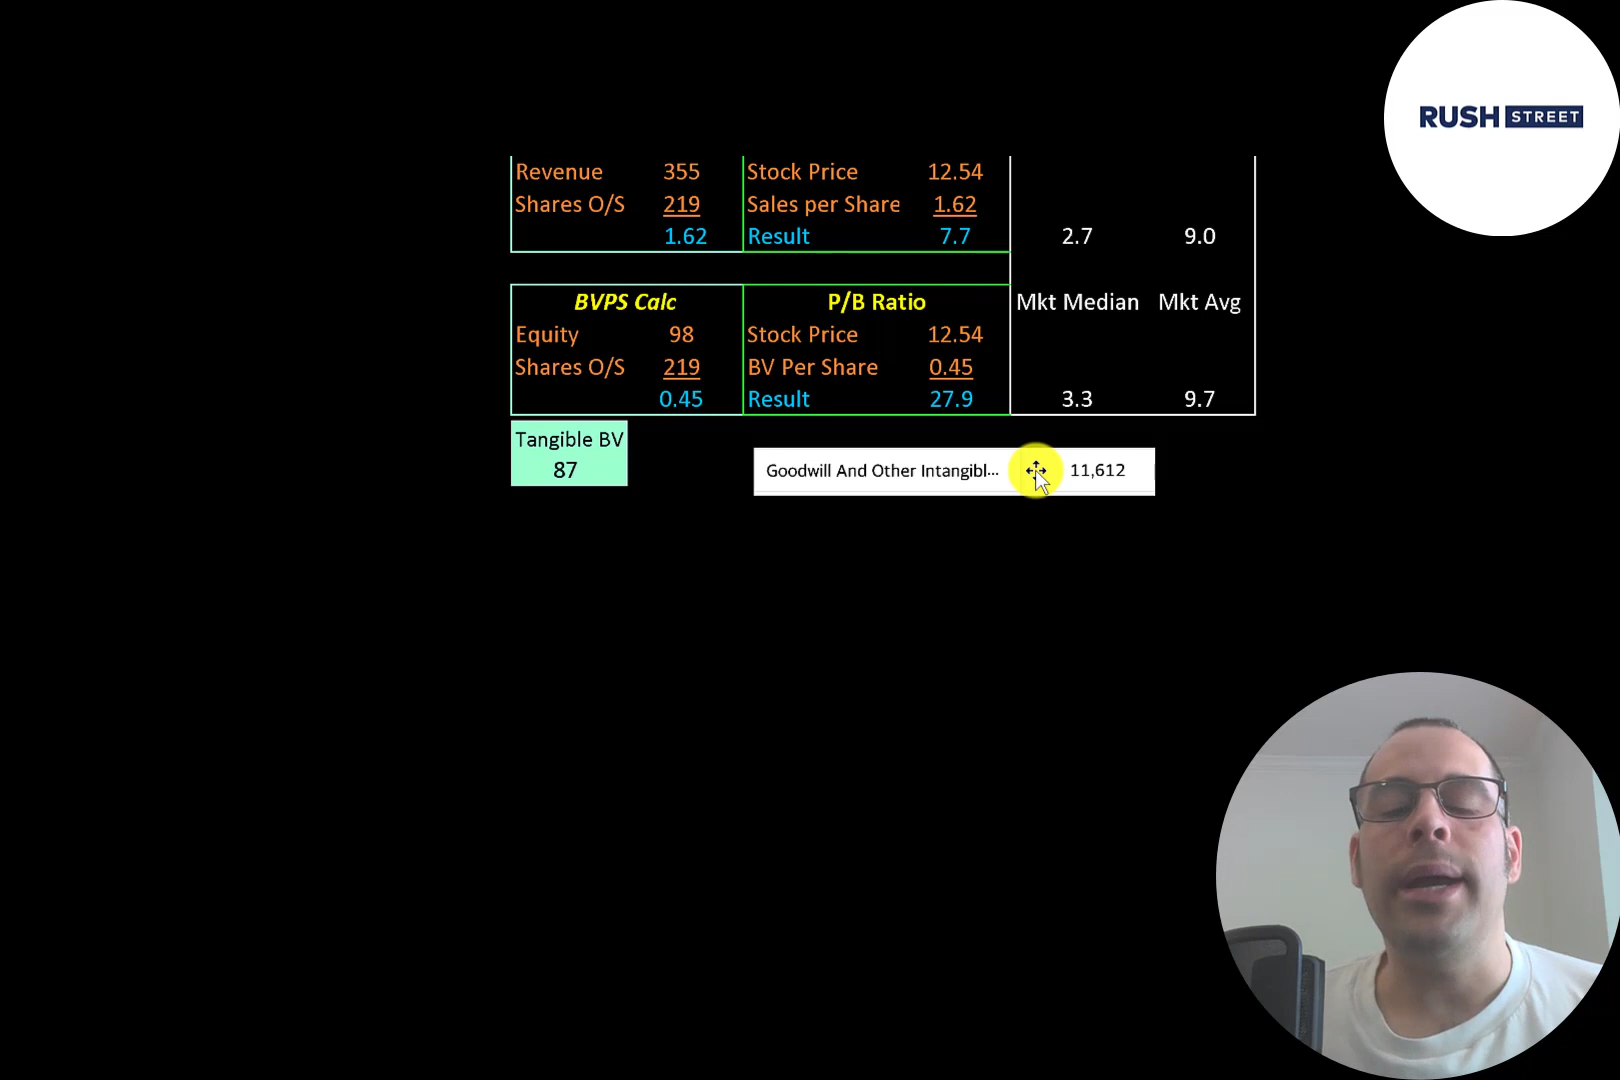 RUSH STREET
Revenue 355 Stock Price 12.54
Shares O/S 219 Sales per Share 1.62
1.62 Result 7.7 2.7 9.0
BVPS Calc P/B Ratio Mkt Median Mkt Avg
Equity 98 Stock Price 12.54
Shares O/S 219 BV Per Share 0.45
0.45 Result 27.9 3.3 9.7
Tangible BV
87
Goodwill And Other Intangibl... 11,612